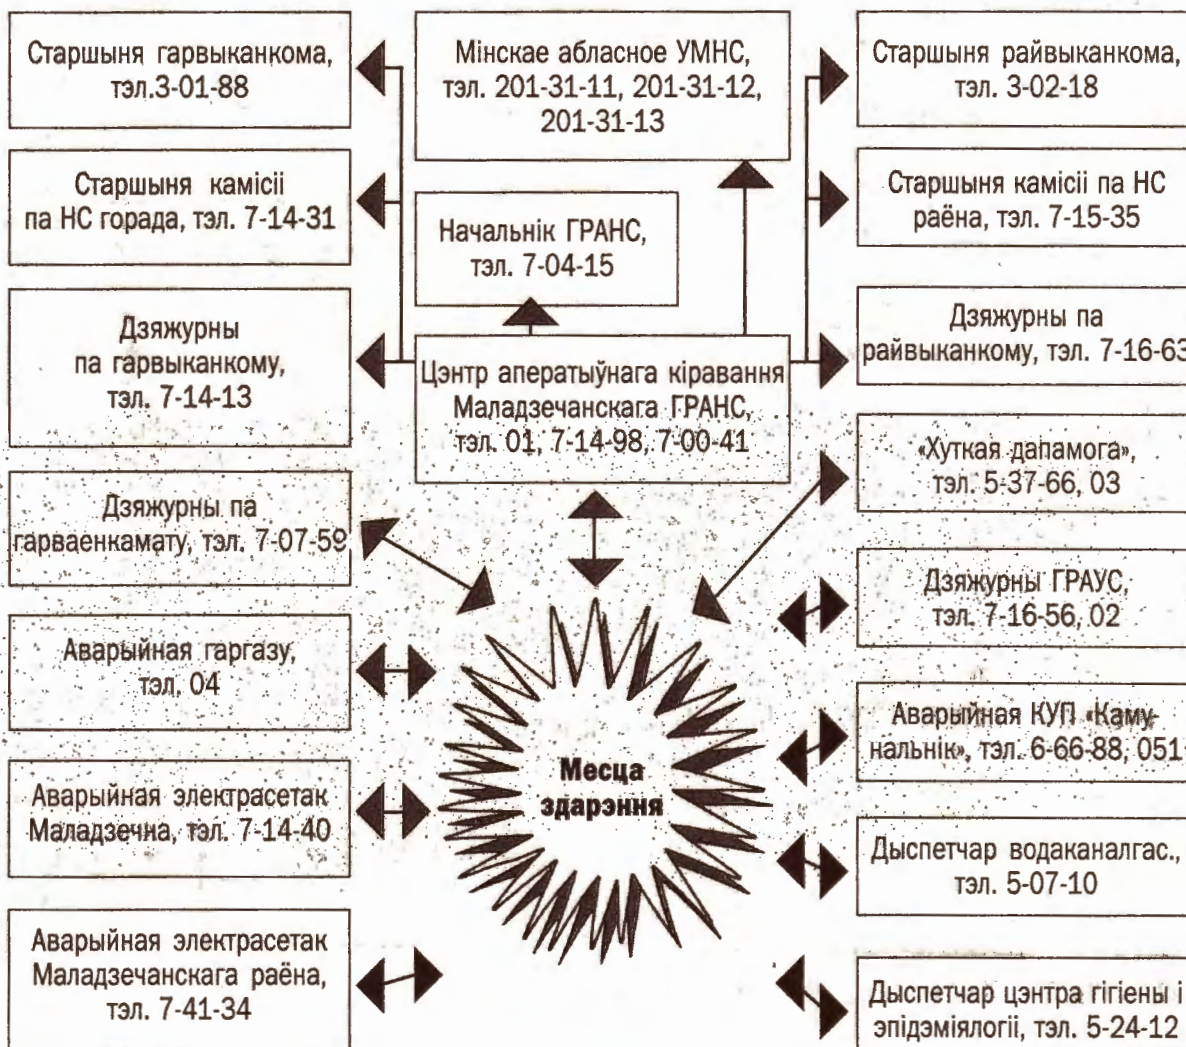 Старшыня гарвыканкома,
тэл.3-01-88
Мінскае абласное УМНС,
тэл. 201-31-11, 201-31-12,
201-31-13
Старшыня райвыканкома,
тэл. 3-02-18
Старшыня камісіі
па НС горада, тэл. 7-14-31
Начальнік ГРАНС,
тэл. 7-04-15
Старшыня камісіі па НС
раёна, тэл. 7-15-35
Дзяжурны
па гарвыканкому,
тэл. 7-14-13
Цэнтр аператыўнага кіравання
Маладзечанскага ГРАНС,
тэл. 01, 7-14-98, 7-00-41
Дзяжурны па
райвыканкому, тэл. 7-16-63
«Хуткая дапамога»,
тэл. 5-37-66, 03
Дзяжурны па
гарваенкамату, тэл. 7-07-59
Дзяжурны ГРАУС,
тэл. 7-16-56, 02
Аварыйная гаргазу,
тэл. 04
Аварыйная КУП «Каму-
нальнік», тэл. 6-66-88, 051
Месца
здарэння
Аварыйная электрасетак
Маладзечна, тэл. 7-14-40
Дыспетчар водаканалгас.,
тэл. 5-07-10
Аварыйная электрасетак
Маладзечанскага раёна,
тэл. 7-41-34
Дыспетчар цэнтра гігіены і
эпідэміялогіі, тэл. 5-24-12